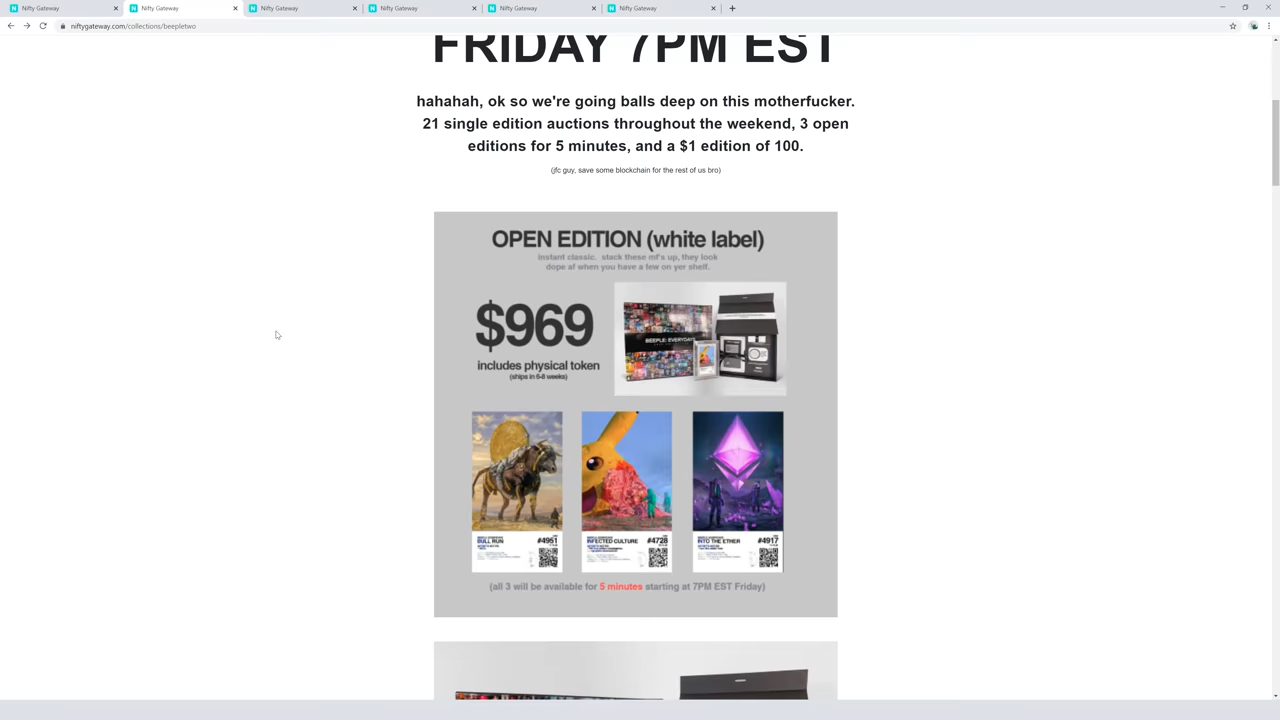 Nifty Gateway
Nifty Gateway
Nifty Gateway
Nifty Gateway
Nifty Gateway
Nifty Gateway
niftygateway.com/collections/beepletwo
FRIDAY 7PM EST
hahahah, ok so we're going balls deep on this motherfucker.
21 single edition auctions throughout the weekend, 3 open
editions for 5 minutes, and a $1 edition of 100.
(jfc guy, save some blockchain for the rest of us bro)
OPEN EDITION (white label)
instant classic. stack these mf's up, they look
dope af when you have a few on yer shelf.
$969
includes physical token
(ships in 6-8 weeks)
BEEPLE: EVERYDAY
BULL RUN
#4951
INFECTED CULTURE
#4728
INTO THE ETHER
#4917
(all 3 will be available for 5 minutes starting at 7PM EST Friday)